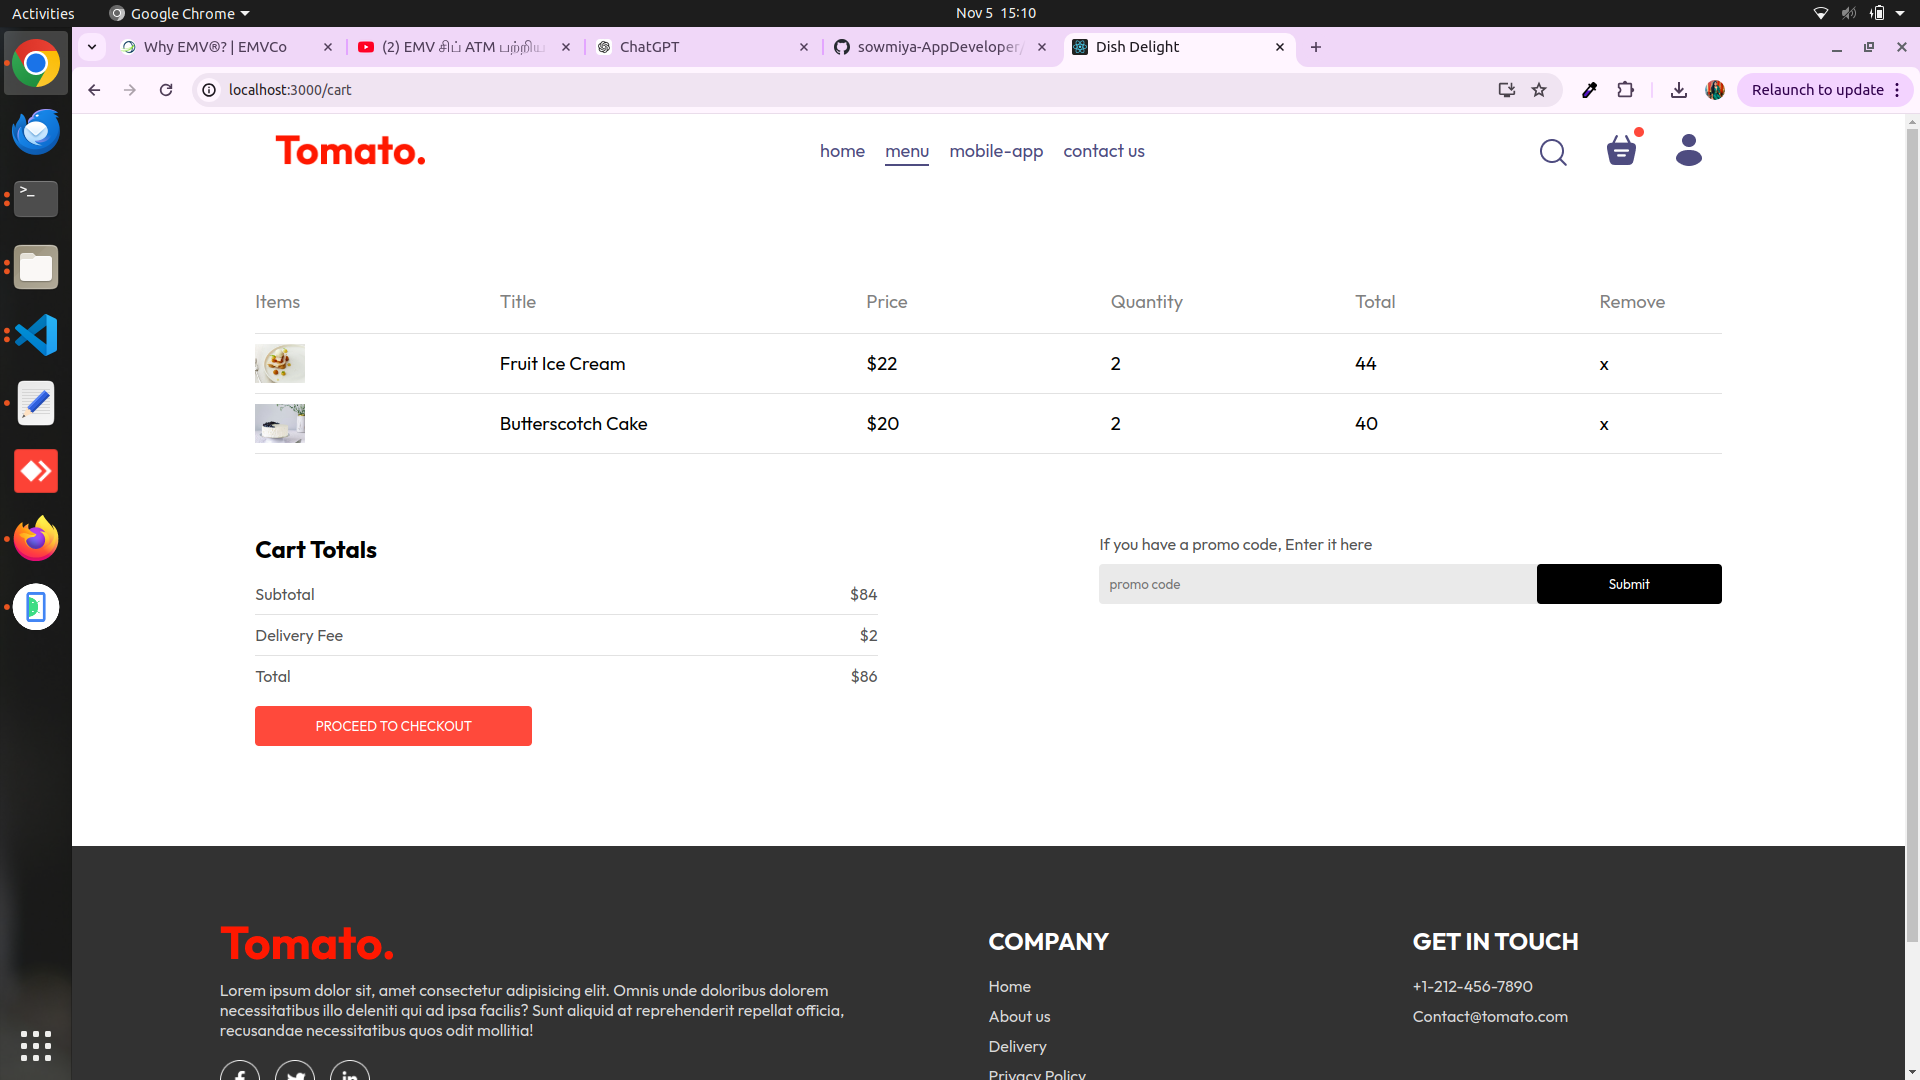 Activities
Google Chrome
Nov 5 15:10
Why EMV®? | EMVCo
(2) EMV சிப் ATM பற்றிய
ChatGPT
sowmiya-AppDeveloper/
Dish Delight
localhost:3000/cart
Relaunch to update
Tomato.
home
menu
mobile-app
contact us
Items Title Price Quantity Total Remove
Fruit Ice Cream $22 2 44 x
Butterscotch Cake $20 2 40 x
Cart Totals
Subtotal $84
Delivery Fee $2
Total $86
PROCEED TO CHECKOUT
If you have a promo code, Enter it here
promo code
Submit
Tomato.
Lorem ipsum dolor sit, amet consectetur adipisicing elit. Omnis unde doloribus dolorem
necessitatibus illo deleniti qui ad ipsa facilis? Sunt aliquid at reprehenderit repellat officia,
recusandae necessitatibus quos odit mollitia!
COMPANY
Home
About us
Delivery
Privacy Policy
GET IN TOUCH
+1-212-456-7890
Contact@tomato.com